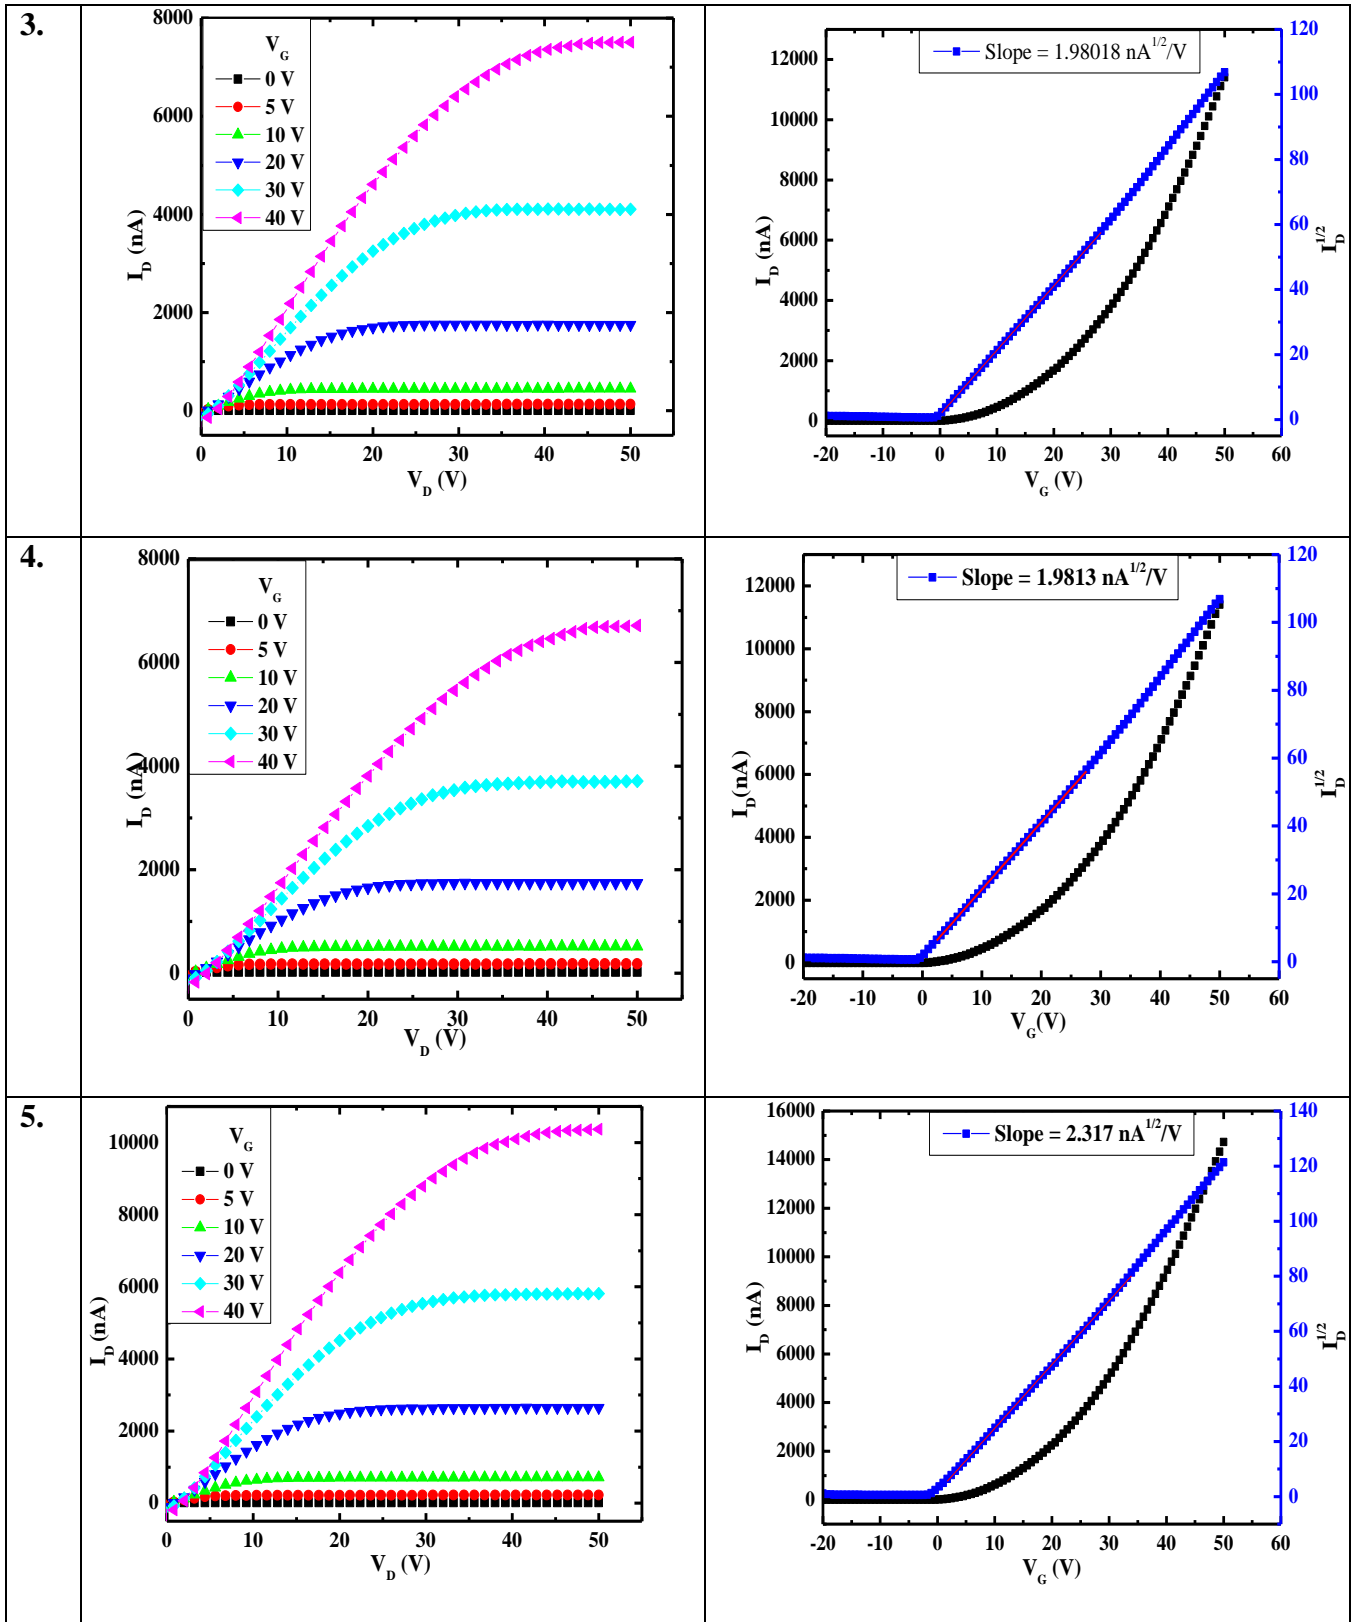 3.
8000
6000
4000
2000
0
I_D (nA)
V_G
0 V
5 V
10 V
20 V
30 V
40 V
0 10 20 30 40 50
V_D (V)
12000
10000
8000
6000
4000
2000
0
I_D (nA)
Slope = 1.98018 nA^1/2/V
120
100
80
60
40
20
0
I_D^1/2
-20 -10 0 10 20 30 40 50 60
V_G (V)
4.
8000
6000
4000
2000
0
I_D (nA)
V_G
0 V
5 V
10 V
20 V
30 V
40 V
0 10 20 30 40 50
V_D (V)
12000
10000
8000
6000
4000
2000
0
I_D (nA)
Slope = 1.9813 nA^1/2/V
120
100
80
60
40
20
0
I_D^1/2
-20 -10 0 10 20 30 40 50 60
V_G (V)
5.
10000
8000
6000
4000
2000
0
I_D (nA)
V_G
0 V
5 V
10 V
20 V
30 V
40 V
0 10 20 30 40 50
V_D (V)
16000
14000
12000
10000
8000
6000
4000
2000
0
I_D (nA)
Slope = 2.317 nA^1/2/V
140
120
100
80
60
40
20
0
I_D^1/2
-20 -10 0 10 20 30 40 50 60
V_G (V)